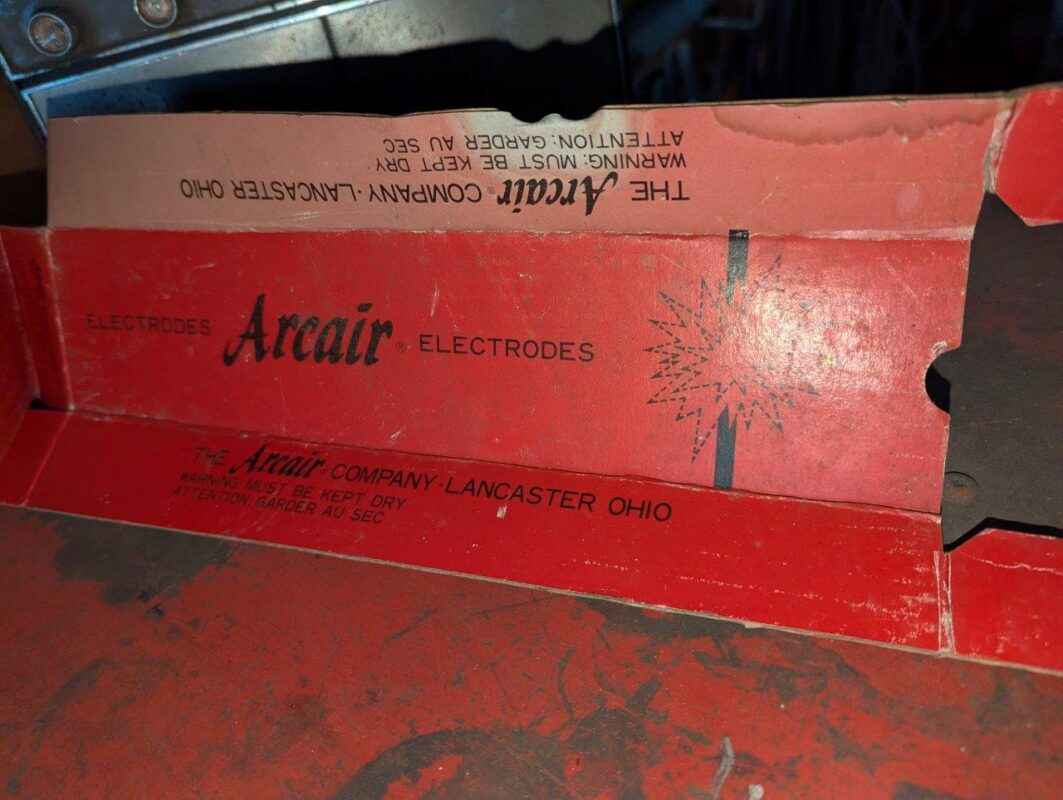 THE Arcair® COMPANY·LANCASTER OHIO
WARNING: MUST BE KEPT DRY
ATTENTION: GARDER AU SEC
ELECTRODES Arcair® ELECTRODES
THE Arcair® COMPANY·LANCASTER OHIO
WARNING MUST BE KEPT DRY
ATTENTION: GARDER AU SEC